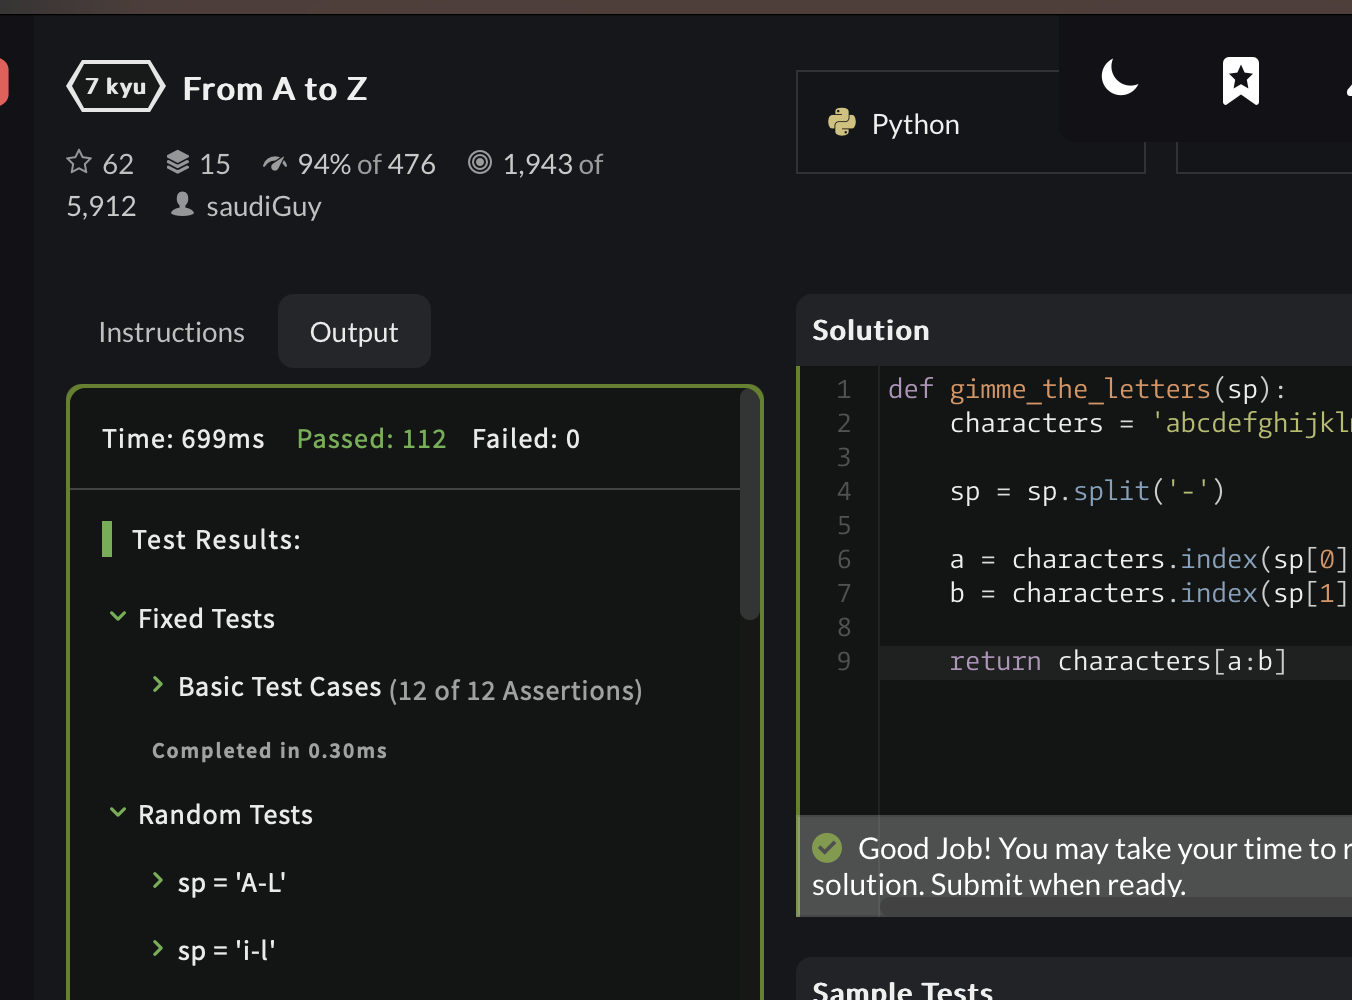 7 kyu From A to Z
62 15 94% of 476 1,943 of
5,912 saudiGuy
Python
Instructions Output
Time: 699ms Passed: 112 Failed: 0
Test Results:
Fixed Tests
Basic Test Cases (12 of 12 Assertions)
Completed in 0.30ms
Random Tests
sp = 'A-L'
sp = 'i-l'
Solution
1 def gimme_the_letters(sp):
2 characters = 'abcdefghijkl
3
4 sp = sp.split('-')
5
6 a = characters.index(sp[0]
7 b = characters.index(sp[1]
8
9 return characters[a:b]
Good Job! You may take your time to
solution. Submit when ready.
Sample Tests